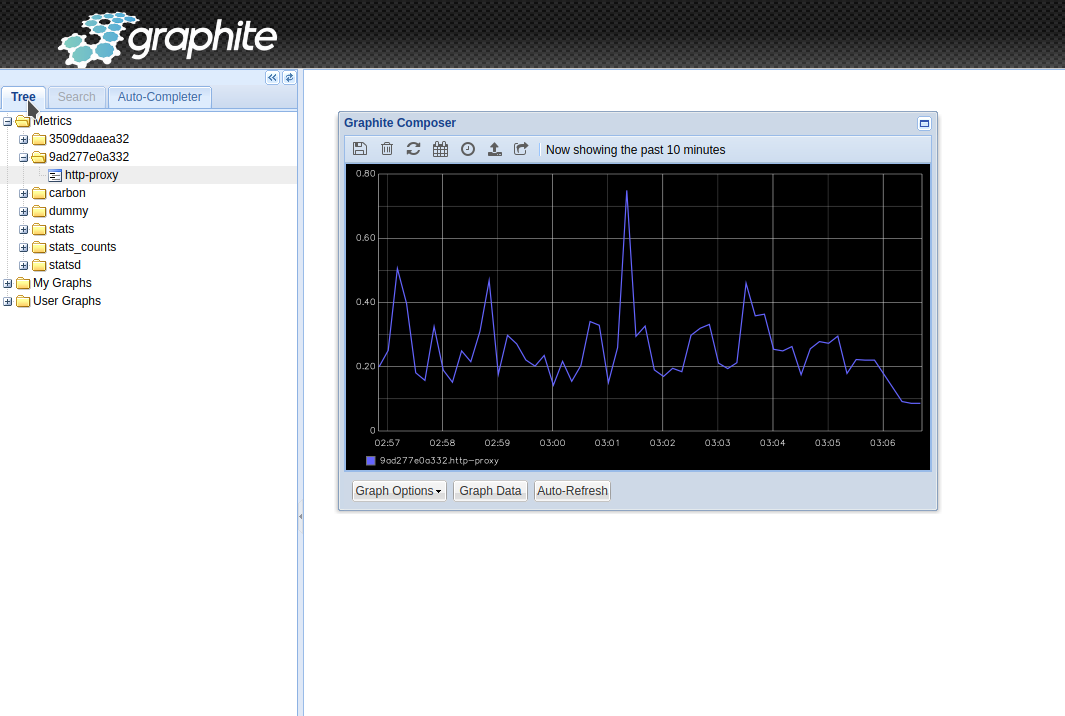 graphite
Tree Search Auto-Completer
Metrics
3509ddaaea32
9ad277e0a332
http-proxy
carbon
dummy
stats
stats_counts
statsd
My Graphs
User Graphs
Graphite Composer
Now showing the past 10 minutes
0.80
0.60
0.40
0.20
0
02:57 02:58 02:59 03:00 03:01 03:02 03:03 03:04 03:05 03:06
9ad277e0a332.http-proxy
Graph Options Graph Data Auto-Refresh